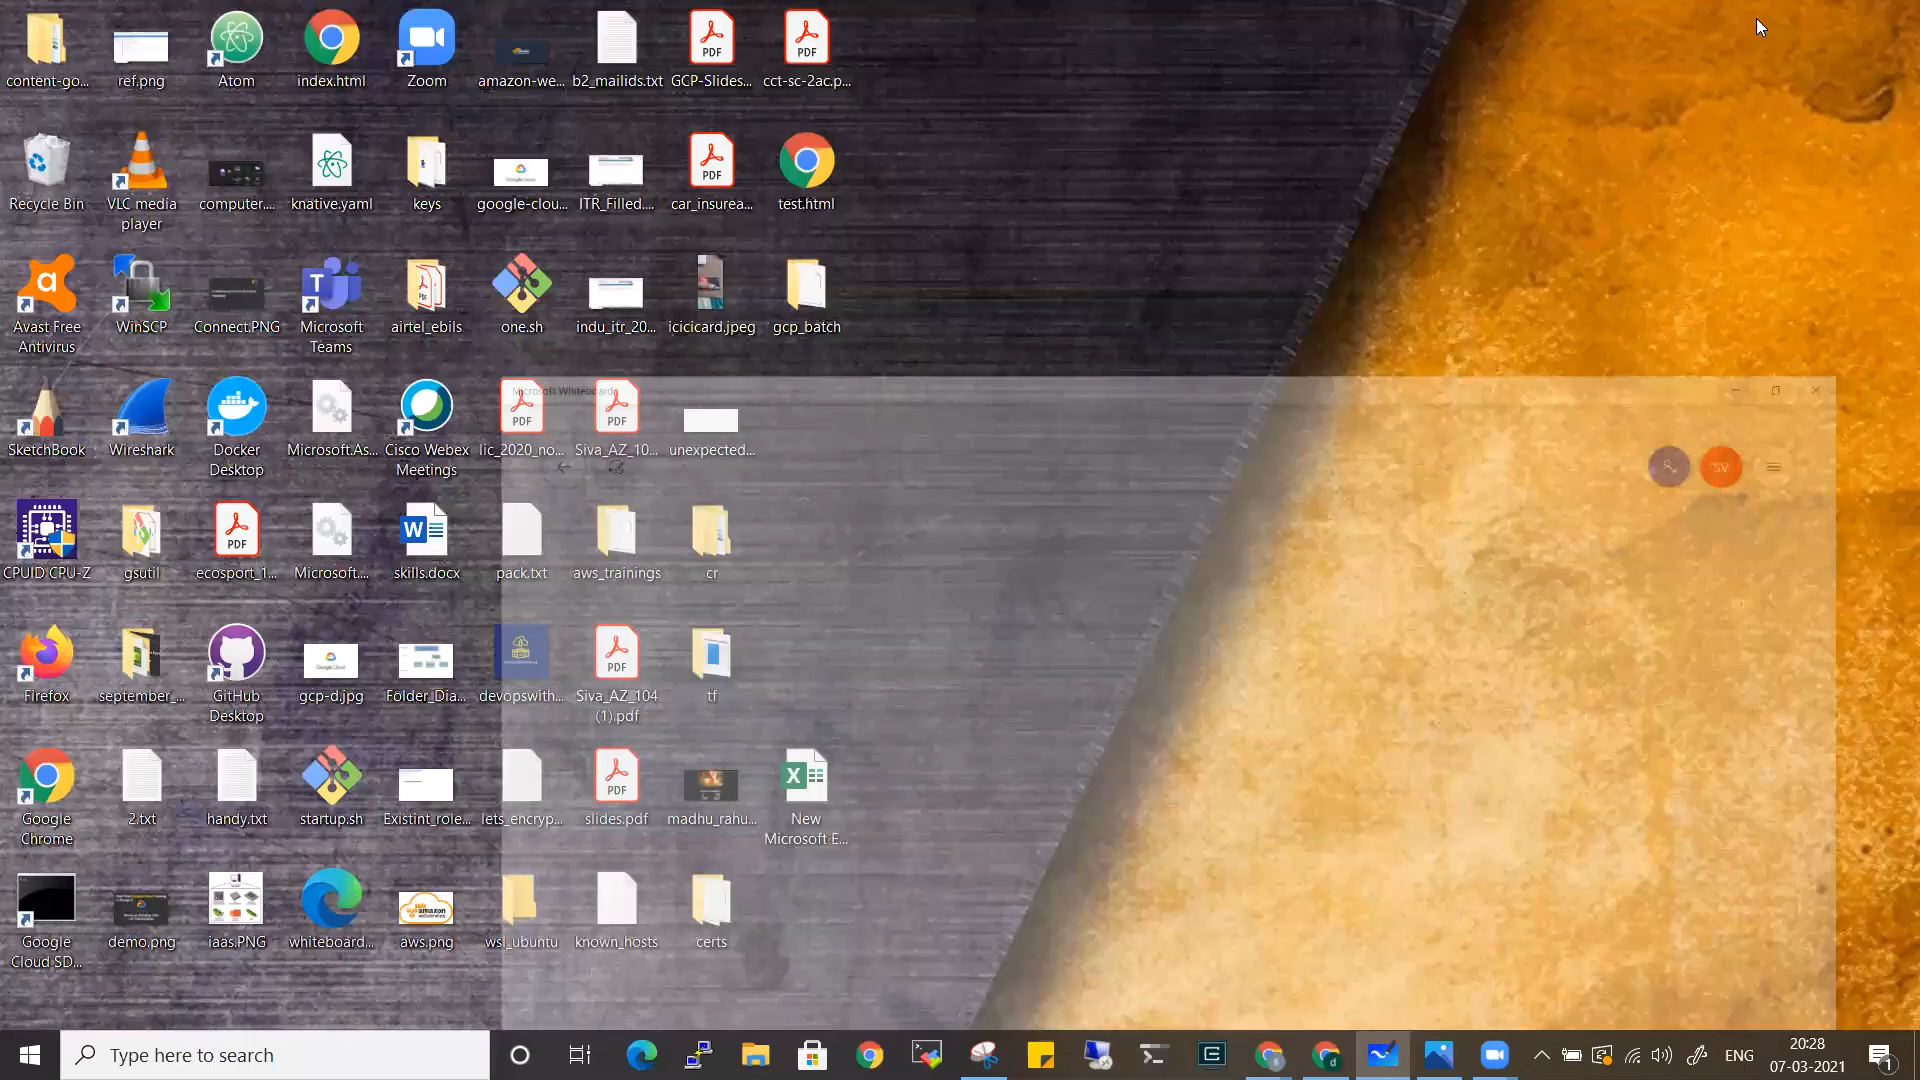 content-go...
ref.png
Atom
index.html
Zoom
amazon-we...
b2_mailids.txt
GCP-Slides...
cct-sc-2ac.p...
PDF
PDF
Recycle Bin
VLC media
player
computer....
knative.yaml
keys
google-clou...
ITR_Filled....
car_insurea...
test.html
PDF
Avast Free
Antivirus
WinSCP
Connect.PNG
Microsoft
Teams
airtel_ebills
one.sh
indu_itr_20...
icicicard.jpeg
gcp_batch
Microsoft Whiteboard
SketchBook
Wireshark
Docker
Desktop
Microsoft.As...
Cisco Webex
Meetings
lic_2020_no...
Siva_AZ_10...
unexpected...
PDF
PDF
SV
CPUID CPU-Z
gsutil
ecosport_1...
Microsoft....
skills.docx
pack.txt
aws_trainings
cr
PDF
Firefox
september_...
GitHub
Desktop
gcp-d.jpg
Folder_Dia...
devopswith...
Siva_AZ_104
(1).pdf
tf
PDF
Google
Chrome
2.txt
handy.txt
startup.sh
Existint_role...
lets_encryp...
slides.pdf
madhu_rahu...
New
Microsoft E...
PDF
Google
Cloud SD...
demo.png
iaas.PNG
whiteboard...
aws.png
wsl_ubuntu
known_hosts
certs
Type here to search
ENG
20:28
07-03-2021
1